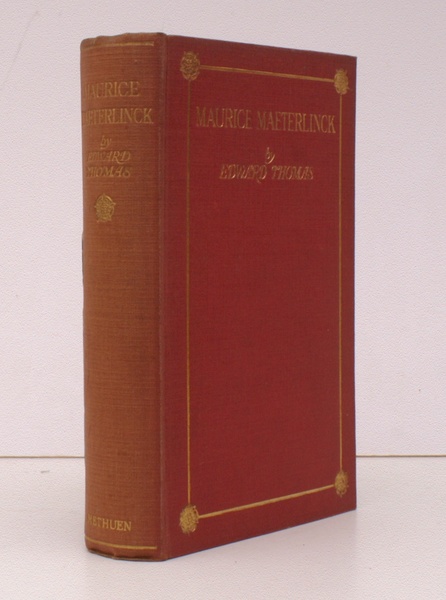 MAURICE
MAETERLINCK
by
EDWARD
THOMAS
METHUEN
MAURICE MAETERLINCK
by
EDWARD THOMAS